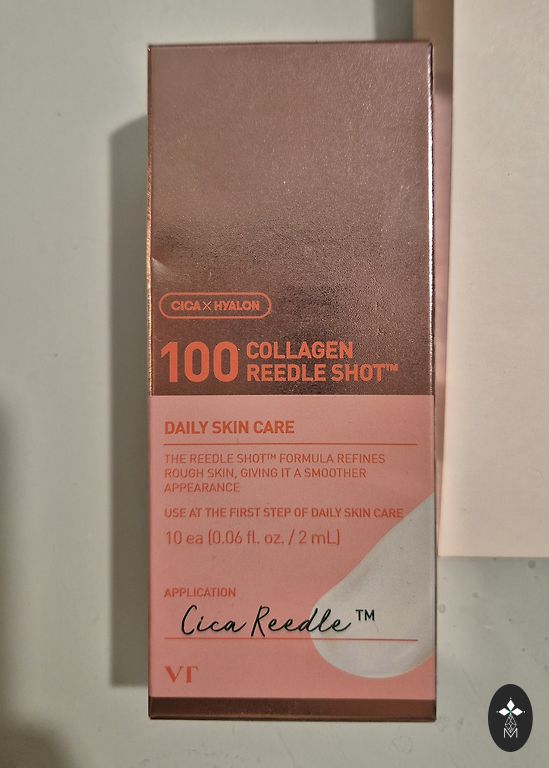 CICA X HYALON
100 COLLAGEN
REEDLE SHOT™
DAILY SKIN CARE
THE REEDLE SHOT™ FORMULA REFINES
ROUGH SKIN, GIVING IT A SMOOTHER
APPEARANCE
USE AT THE FIRST STEP OF DAILY SKIN CARE
10 ea (0.06 fl. oz. / 2 mL)
APPLICATION
Cica Reedle™
VT
M